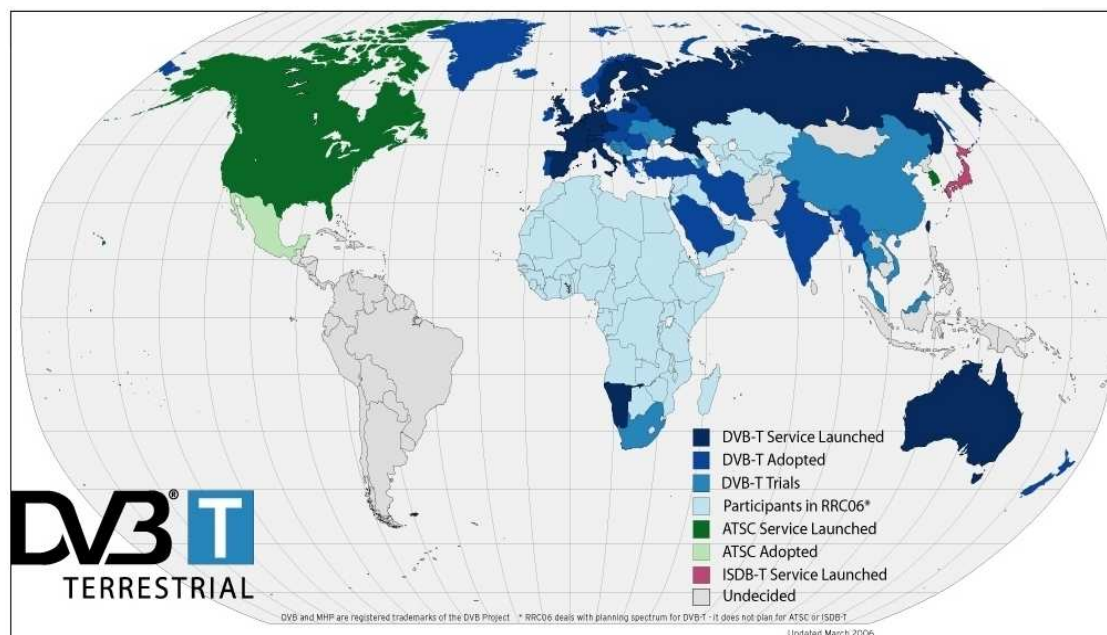 DVB-T Service Launched
DVB-T Adopted
DVB-T Trials
Participants in RRC06*
ATSC Service Launched
ATSC Adopted
ISDB-T Service Launched
Undecided
DVB® T
TERRESTRIAL
DVB and MHP are registered trademarks of the DVB Project * RRC06 deals with planning spectrum for DVB-T - it does not plan for ATSC or ISDB-T
Updated March 2006